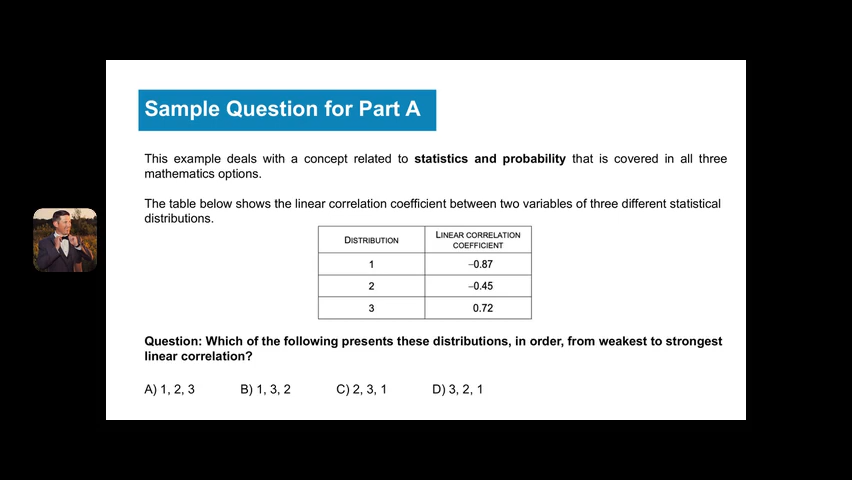 Sample Question for Part A
This example deals with a concept related to statistics and probability that is covered in all three
mathematics options.
The table below shows the linear correlation coefficient between two variables of three different statistical
distributions.
DISTRIBUTION LINEAR CORRELATION
COEFFICIENT
1 –0.87
2 –0.45
3 0.72
Question: Which of the following presents these distributions, in order, from weakest to strongest
linear correlation?
A) 1, 2, 3 B) 1, 3, 2 C) 2, 3, 1 D) 3, 2, 1